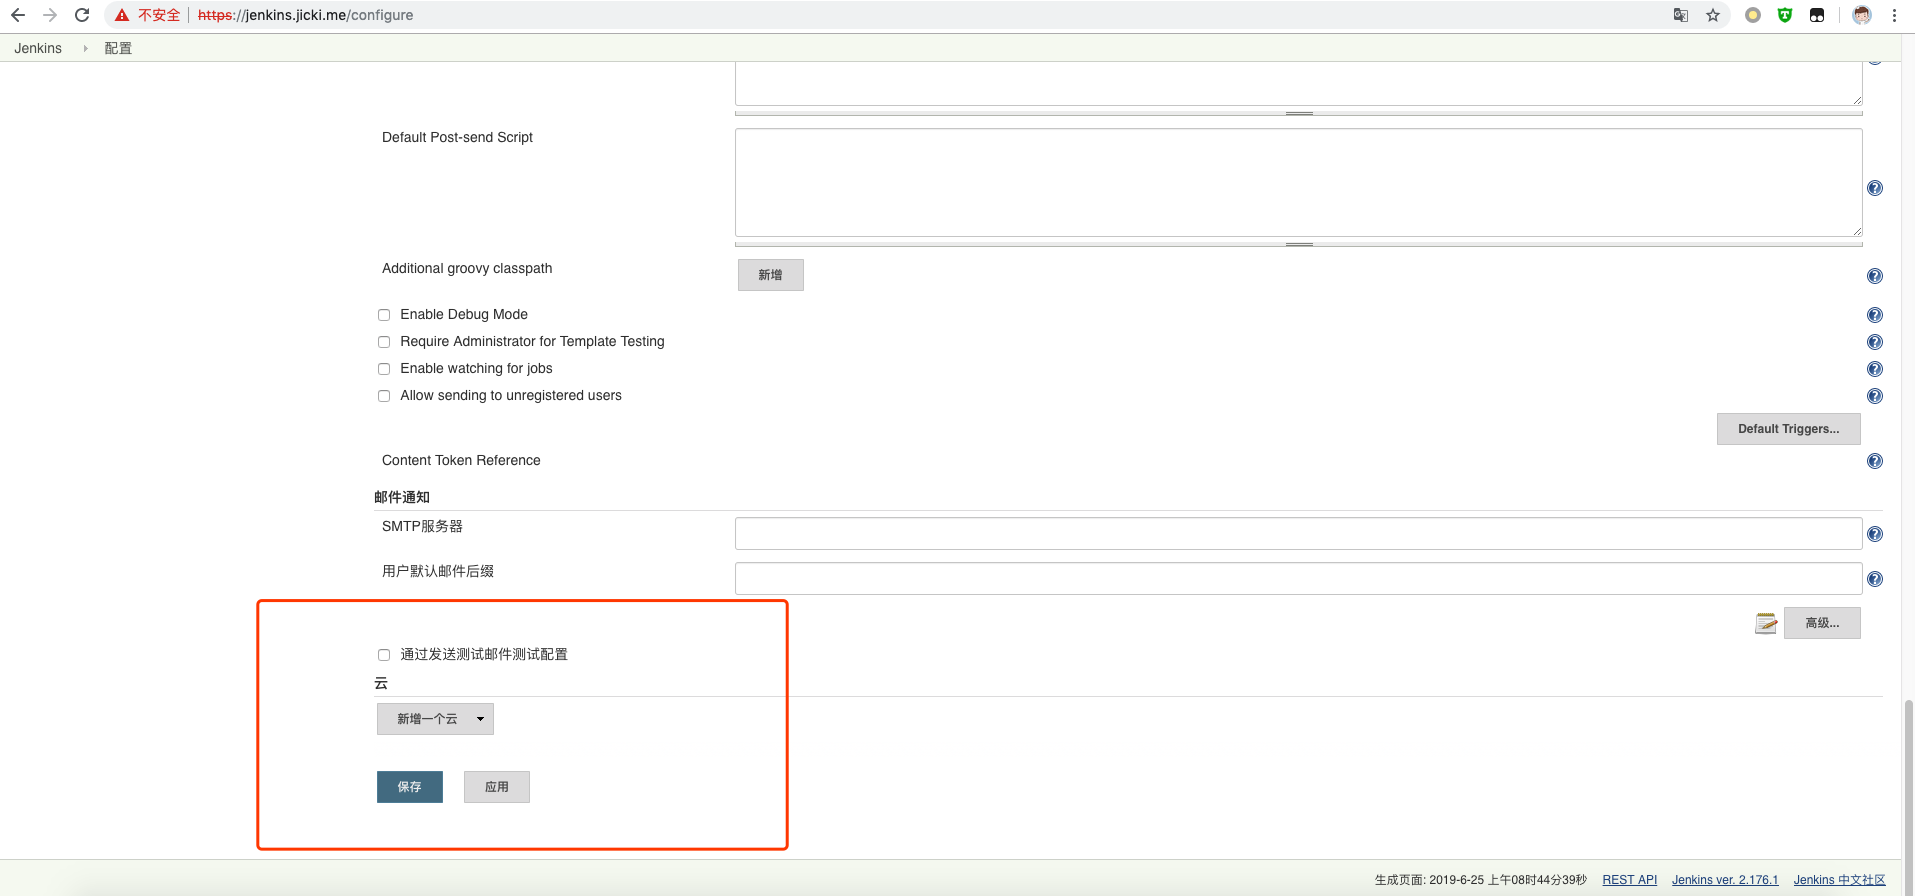 不安全 https://jenkins.jicki.me/configure
Jenkins 配置
Default Post-send Script
Additional groovy classpath 新增
Enable Debug Mode
Require Administrator for Template Testing
Enable watching for jobs
Allow sending to unregistered users
Default Triggers...
Content Token Reference
邮件通知
SMTP服务器
用户默认邮件后缀
高级...
通过发送测试邮件测试配置
云
新增一个云
保存 应用
生成页面: 2019-6-25 上午08时44分39秒 REST API Jenkins ver. 2.176.1 Jenkins 中文社区